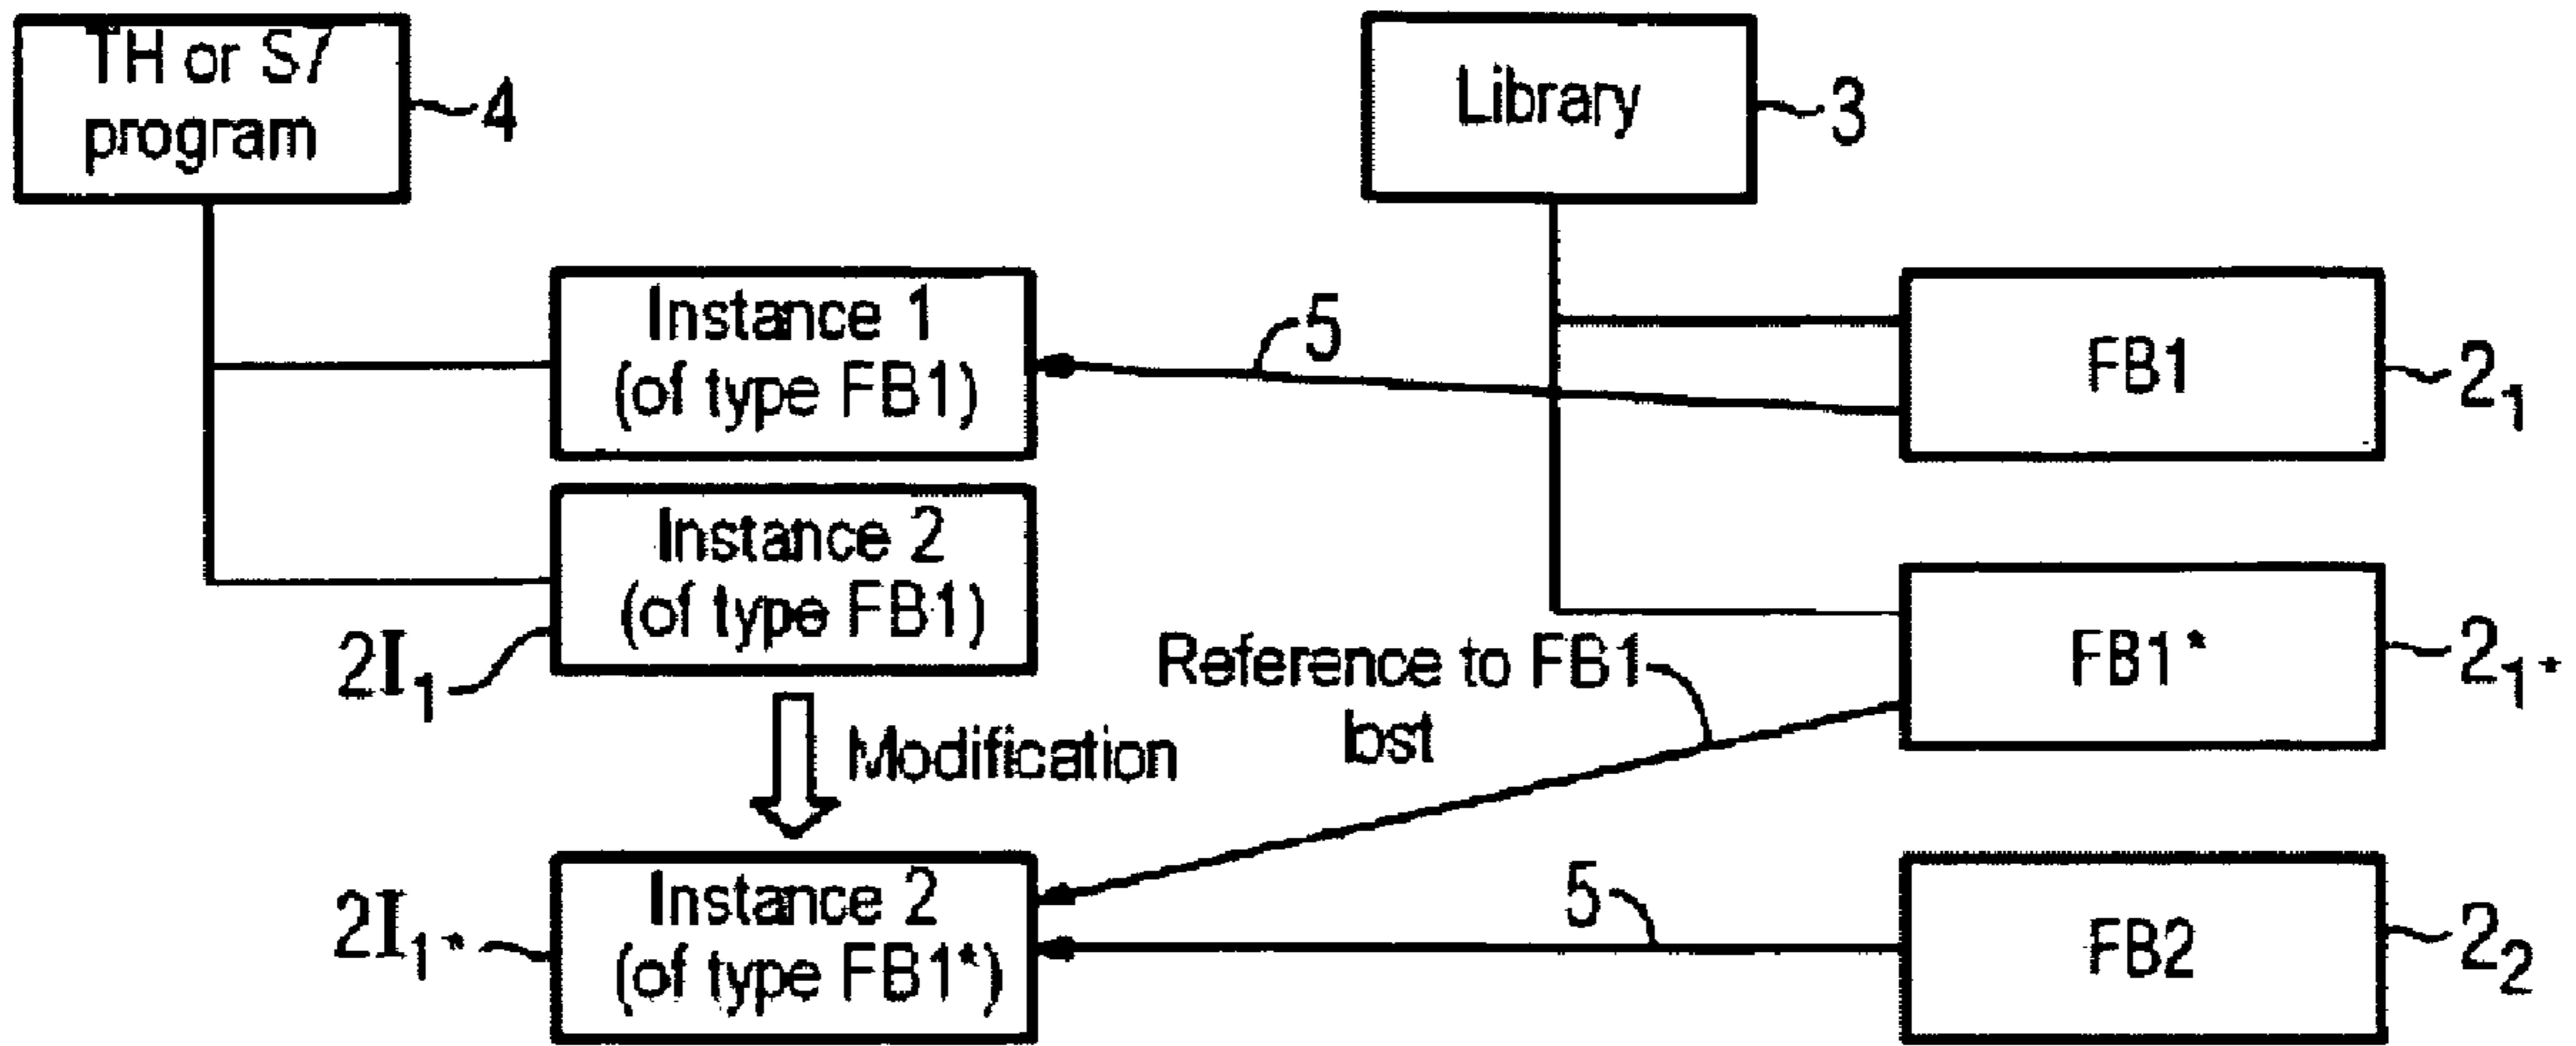 TH or S7
program
4
Library
3
Instance 1
(of type FB1)
5
FB1
2₁
Instance 2
(of type FB1)
2I₁
Reference to FB1
lost
FB1*
2₁*
Modification
Instance 2
(of type FB1*)
2I₁*
5
FB2
2₂